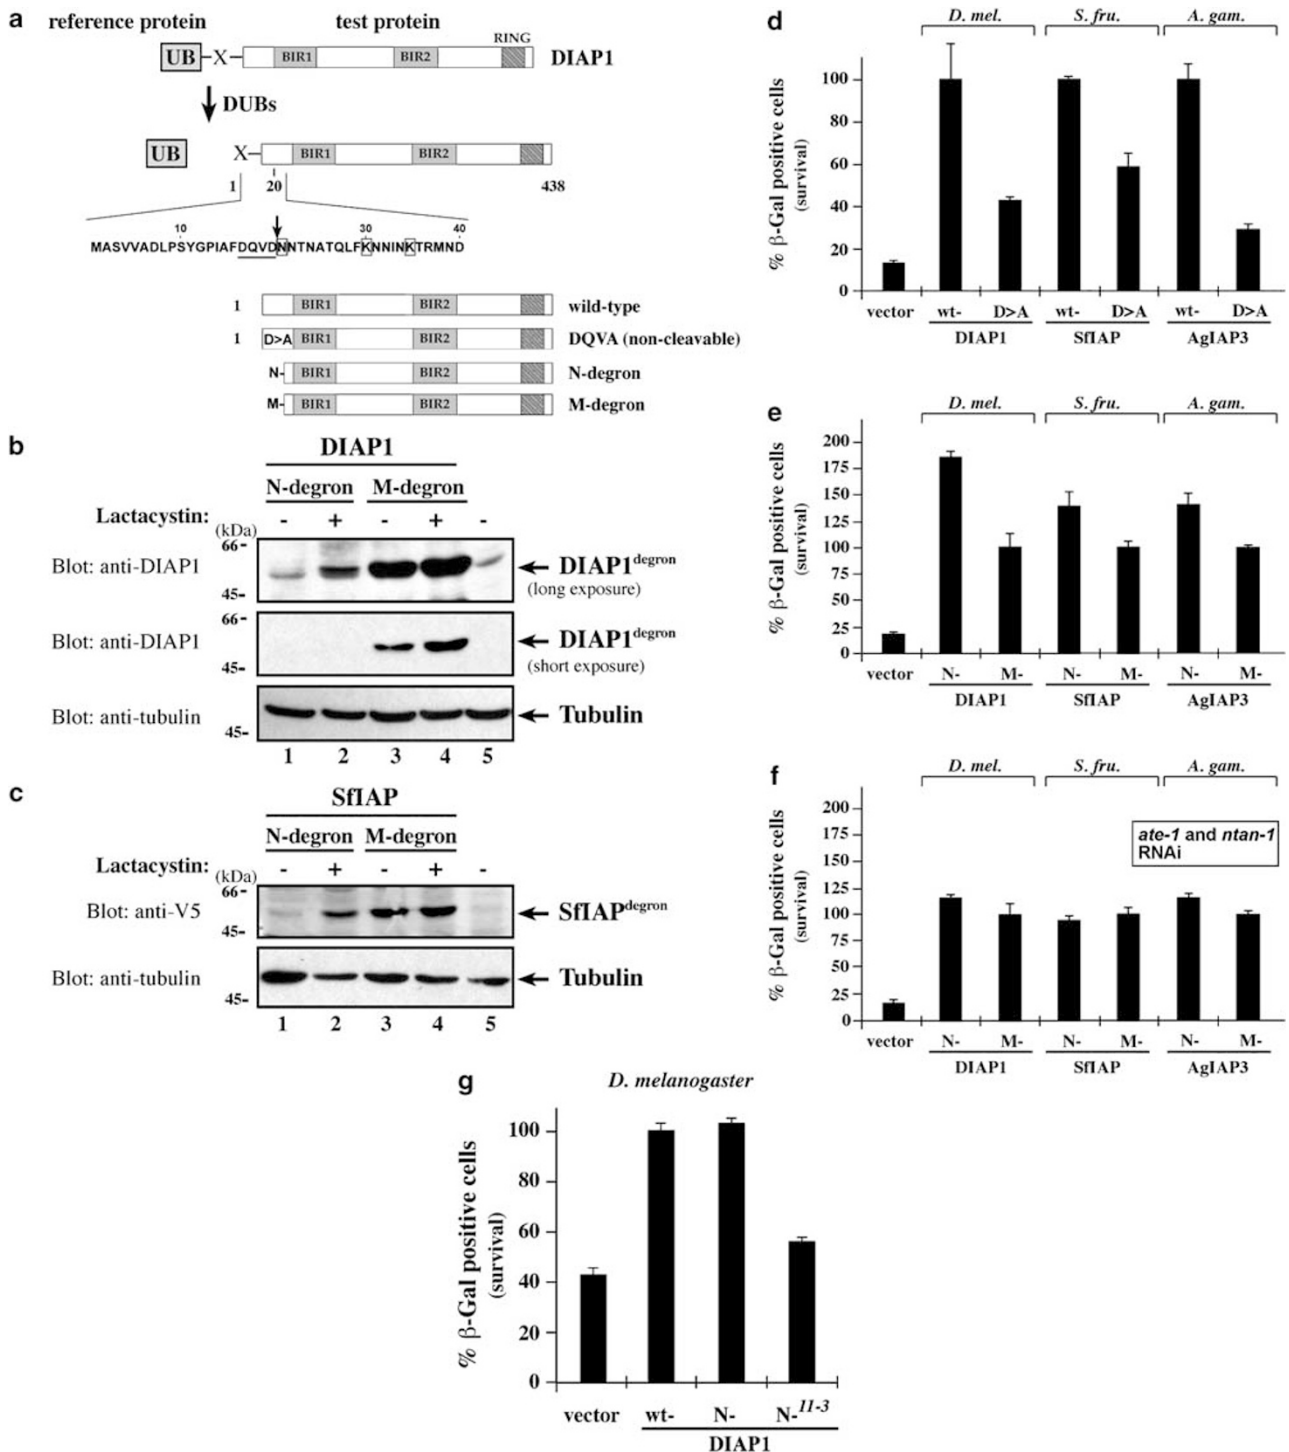 a
reference protein
test protein
RING
UB
X
BIR1
BIR2
DIAP1
DUBs
UB
X
BIR1
BIR2
1
20
438
10
30
40
MASVVADLPSYGPIAFDQVDNNTNATQLFKNNINKTRMND
1
BIR1
BIR2
wild-type
1
D>A
BIR1
BIR2
DQVA (non-cleavable)
N-
BIR1
BIR2
N-degron
M-
BIR1
BIR2
M-degron
b
DIAP1
N-degron
M-degron
Lactacystin:
- + - + -
(kDa)
66-
Blot: anti-DIAP1
DIAP1degron
(long exposure)
45-
66-
Blot: anti-DIAP1
DIAP1degron
(short exposure)
45-
Blot: anti-tubulin
Tubulin
45-
1 2 3 4 5
c
SfIAP
N-degron
M-degron
Lactacystin:
- + - + -
(kDa)
66-
Blot: anti-V5
SfIAPdegron
45-
Blot: anti-tubulin
Tubulin
45-
1 2 3 4 5
d
D. mel.
S. fru.
A. gam.
% β-Gal positive cells
(survival)
100
80
60
40
20
0
vector
wt-
D>A
wt-
D>A
wt-
D>A
DIAP1
SfIAP
AgIAP3
e
D. mel.
S. fru.
A. gam.
% β-Gal positive cells
(survival)
200
175
150
125
100
75
50
25
0
vector
N-
M-
N-
M-
N-
M-
DIAP1
SfIAP
AgIAP3
f
D. mel.
S. fru.
A. gam.
ate-1 and ntan-1
RNAi
% β-Gal positive cells
(survival)
200
175
150
125
100
75
50
25
0
vector
N-
M-
N-
M-
N-
M-
DIAP1
SfIAP
AgIAP3
g
D. melanogaster
% β-Gal positive cells
(survival)
100
80
60
40
20
0
vector
wt-
N-
N-11-3
DIAP1